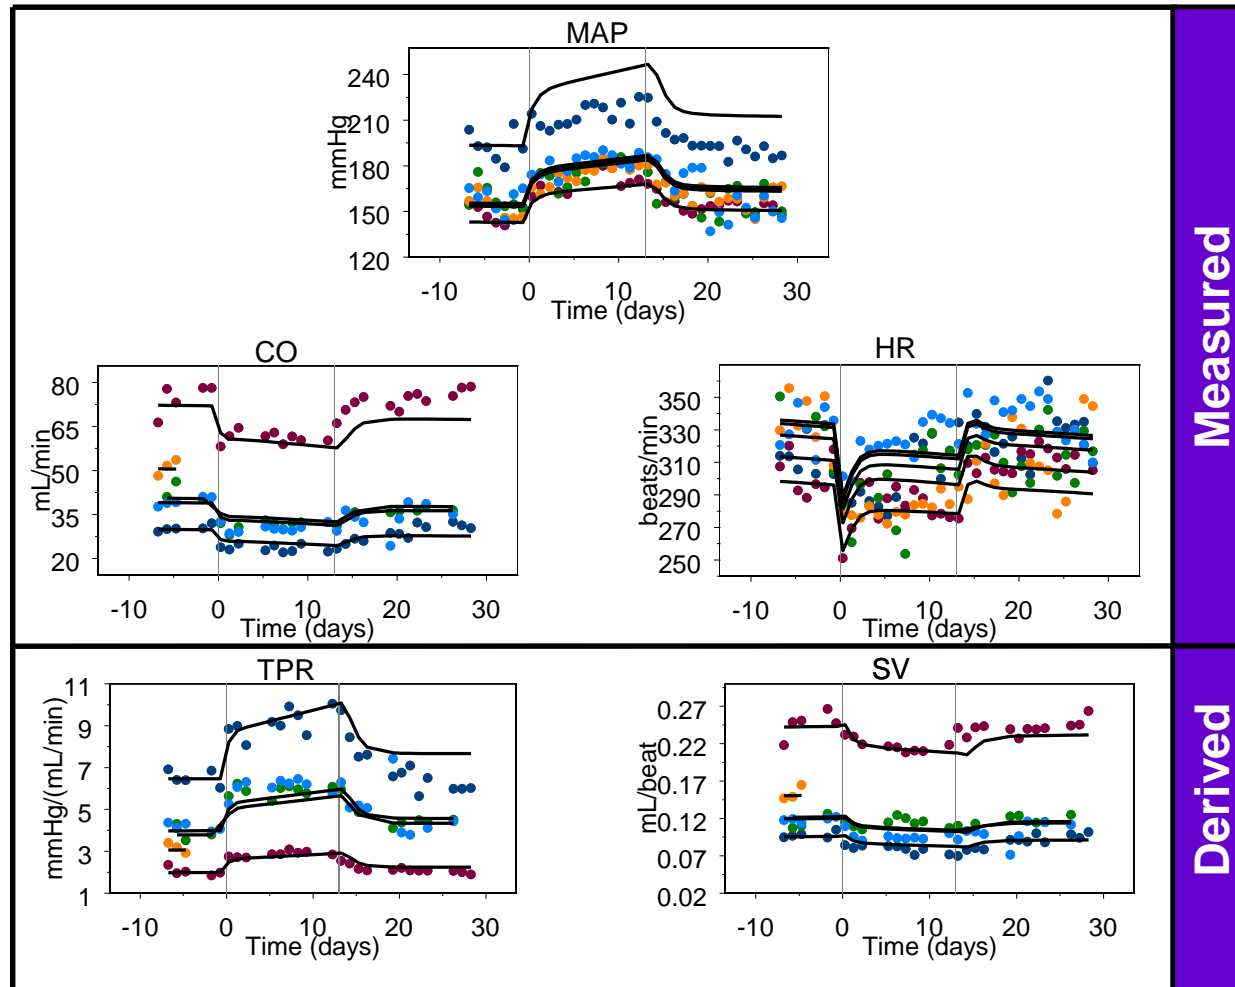 MAP
mmHg
240
210
180
150
120
-10 0 10 20 30
Time (days)
CO
mL/min
80
65
50
35
20
-10 0 10 20 30
Time (days)
HR
beats/min
350
330
310
290
270
250
-10 0 10 20 30
Time (days)
Measured
TPR
mmHg/(mL/min)
11
9
7
5
3
1
-10 0 10 20 30
Time (days)
SV
mL/beat
0.27
0.22
0.17
0.12
0.07
0.02
-10 0 10 20 30
Time (days)
Derived